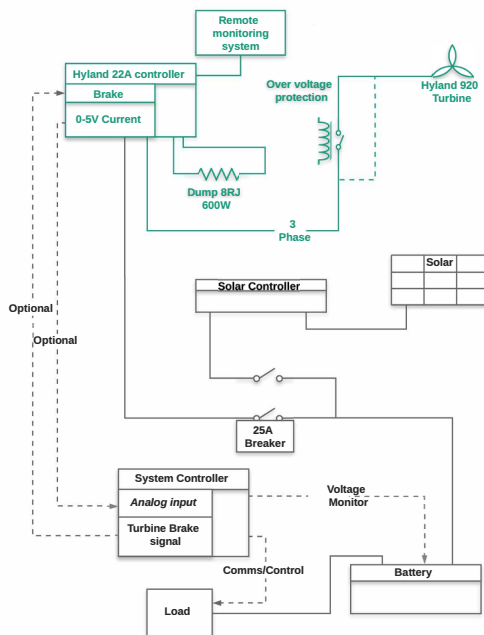 Remote
monitoring
system
Hyland 22A controller
Brake
0-5V Current
Over voltage
protection
Hyland 920
Turbine
Dump 8RJ
600W
3
Phase
Solar
Solar Controller
Optional
Optional
25A
Breaker
System Controller
Analog input
Turbine Brake
signal
Voltage
Monitor
Comms/Control
Battery
Load